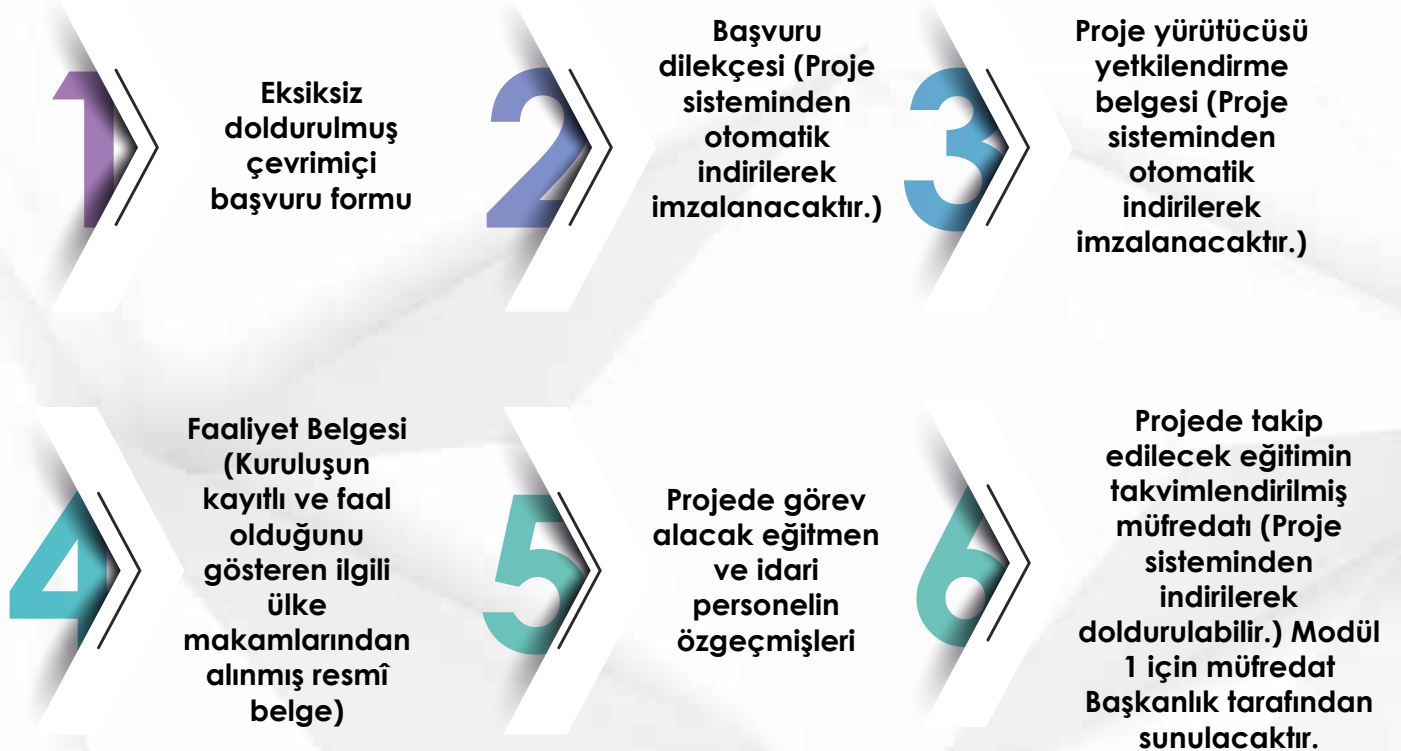 1
Eksiksiz
doldurulmuş
çevrimiçi
başvuru formu
2
Başvuru
dilekçesi (Proje
sisteminden
otomatik
indirilerek
imzalanacaktır.)
3
Proje yürütücüsü
yetkilendirme
belgesi (Proje
sisteminden
otomatik
indirilerek
imzalanacaktır.)
4
Faaliyet Belgesi
(Kuruluşun
kayıtlı ve faal
olduğunu
gösteren ilgili
ülke
makamlarından
alınmış resmî
belge)
5
Projede görev
alacak eğitmen
ve idari
personelin
özgeçmişleri
6
Projede takip
edilecek eğitimin
takvimlendirilmiş
müfredatı (Proje
sisteminden
indirilerek
doldurulabilir.) Modül
1 için müfredat
Başkanlık tarafından
sunulacaktır.